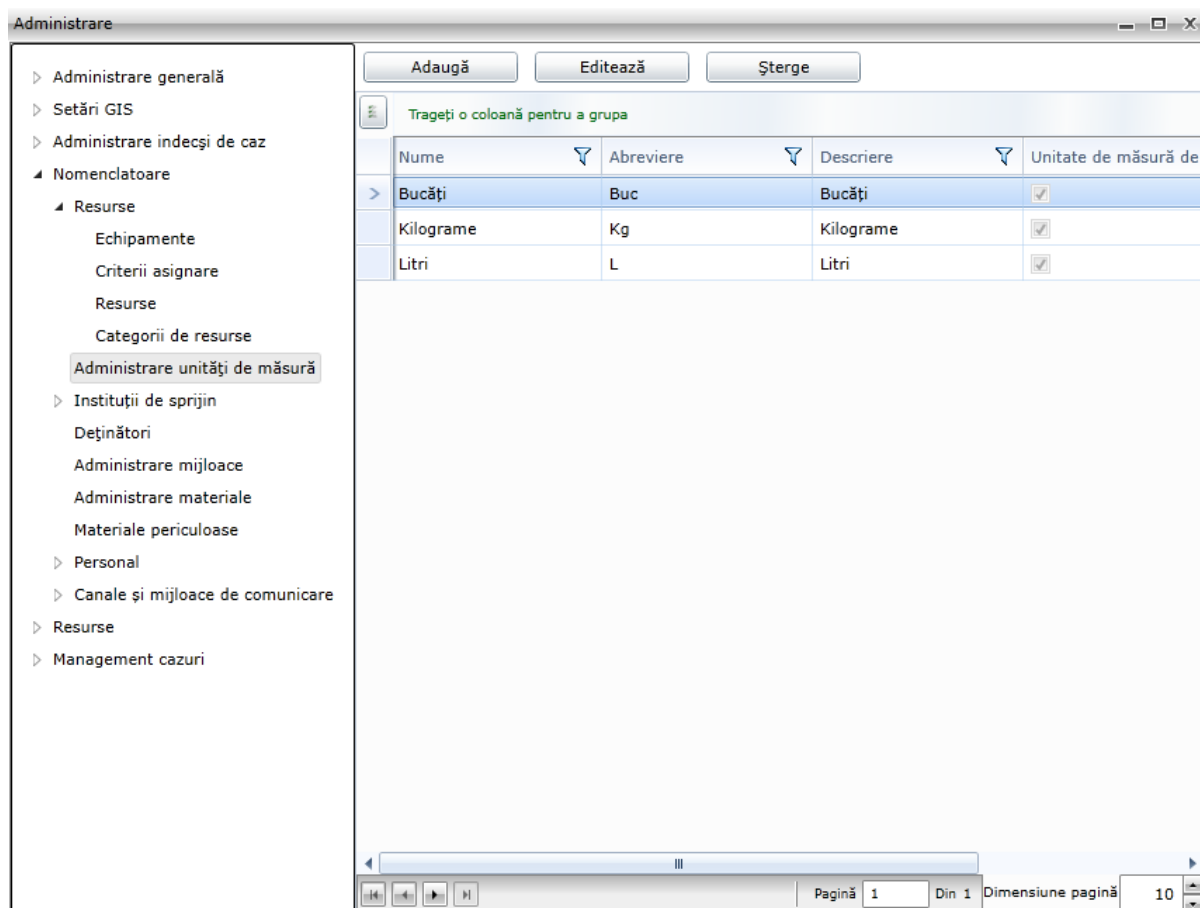 Administrare
Administrare generală
Setări GIS
Administrare indecşi de caz
Nomenclatoare
Resurse
Echipamente
Criterii asignare
Resurse
Categorii de resurse
Administrare unităţi de măsură
Instituţii de sprijin
Deţinători
Administrare mijloace
Administrare materiale
Materiale periculoase
Personal
Canale şi mijloace de comunicare
Resurse
Management cazuri
Adaugă Editează Şterge
Trageţi o coloană pentru a grupa
Nume Abreviere Descriere Unitate de măsură de
Bucăţi Buc Bucăţi
Kilograme Kg Kilograme
Litri L Litri
Pagină 1 Din 1 Dimensiune pagină 10